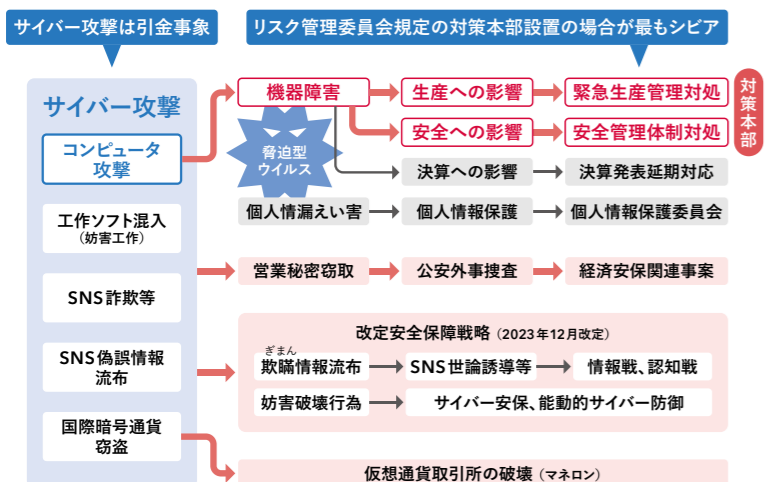 サイバー攻撃は引金事象
リスク管理委員会規定の対策本部設置の場合が最もシビア
サイバー攻撃
コンピュータ
攻撃
工作ソフト混入
(妨害工作)
SNS詐欺等
SNS偽誤情報
流布
国際暗号通貨
窃盗
機器障害
生産への影響
緊急生産管理対処
安全への影響
安全管理体制対処
対策本部
脅迫型
ウイルス
決算への影響
決算発表延期対応
個人情漏えい害
個人情報保護
個人情報保護委員会
営業秘密窃取
公安外事捜査
経済安保関連事案
改定安全保障戦略(2023年12月改定)
ぎまん
欺瞞情報流布
SNS世論誘導等
情報戦、認知戦
妨害破壊行為
サイバー安保、能動的サイバー防御
仮想通貨取引所の破壊(マネロン)